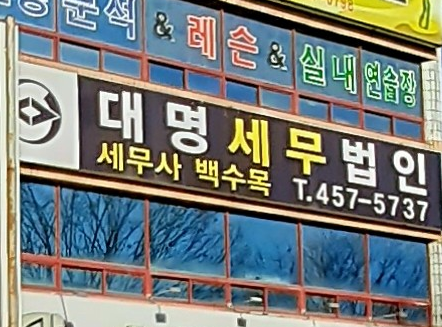 분석 & 레슨 & 실내연습장
대명세무법인
세무사 백수목 T.457-5737